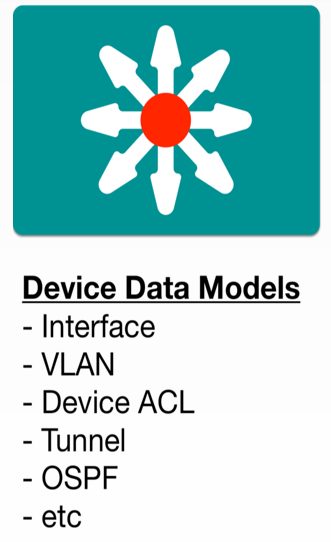 Device Data Models
- Interface
- VLAN
- Device ACL
- Tunnel
- OSPF
- etc